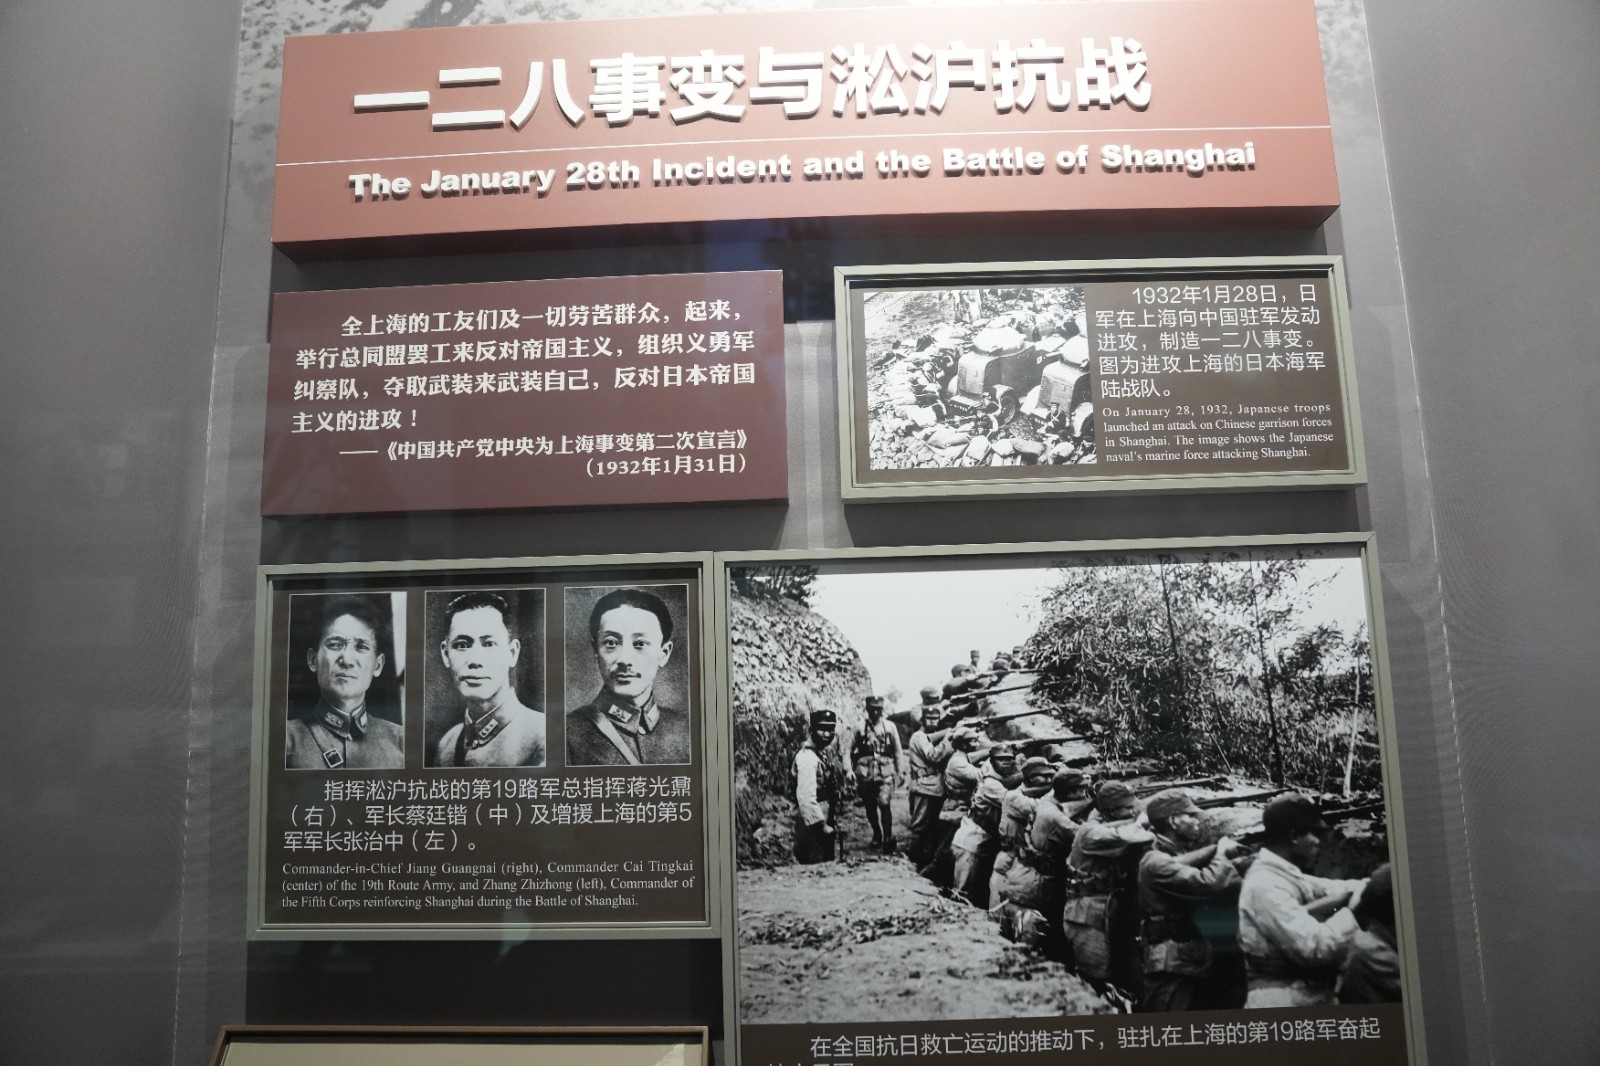 一二八事变与淞沪抗战
The January 28th Incident and the Battle of Shanghai
全上海的工友们及一切劳苦群众，起来，
举行总同盟罢工来反对帝国主义，组织义勇军
纠察队，夺取武装来武装自己，反对日本帝国
主义的进攻！
——《中国共产党中央为上海事变第二次宣言》
（1932年1月31日）
1932年1月28日，日
军在上海向中国驻军发动
进攻，制造一二八事变。
图为进攻上海的日本海军
陆战队。
On January 28, 1932, Japanese troops
launched an attack on Chinese garrison forces
in Shanghai. The image shows the Japanese
naval's marine force attacking Shanghai.
指挥淞沪抗战的第19路军总指挥蒋光鼐
（右）、军长蔡廷锴（中）及增援上海的第5
军军长张治中（左）。
Commander-in-Chief Jiang Guangnai (right), Commander Cai Tingkai
(center) of the 19th Route Army, and Zhang Zhizhong (left), Commander of
the Fifth Corps reinforcing Shanghai during the Battle of Shanghai.
在全国抗日救亡运动的推动下，驻扎在上海的第19路军奋起